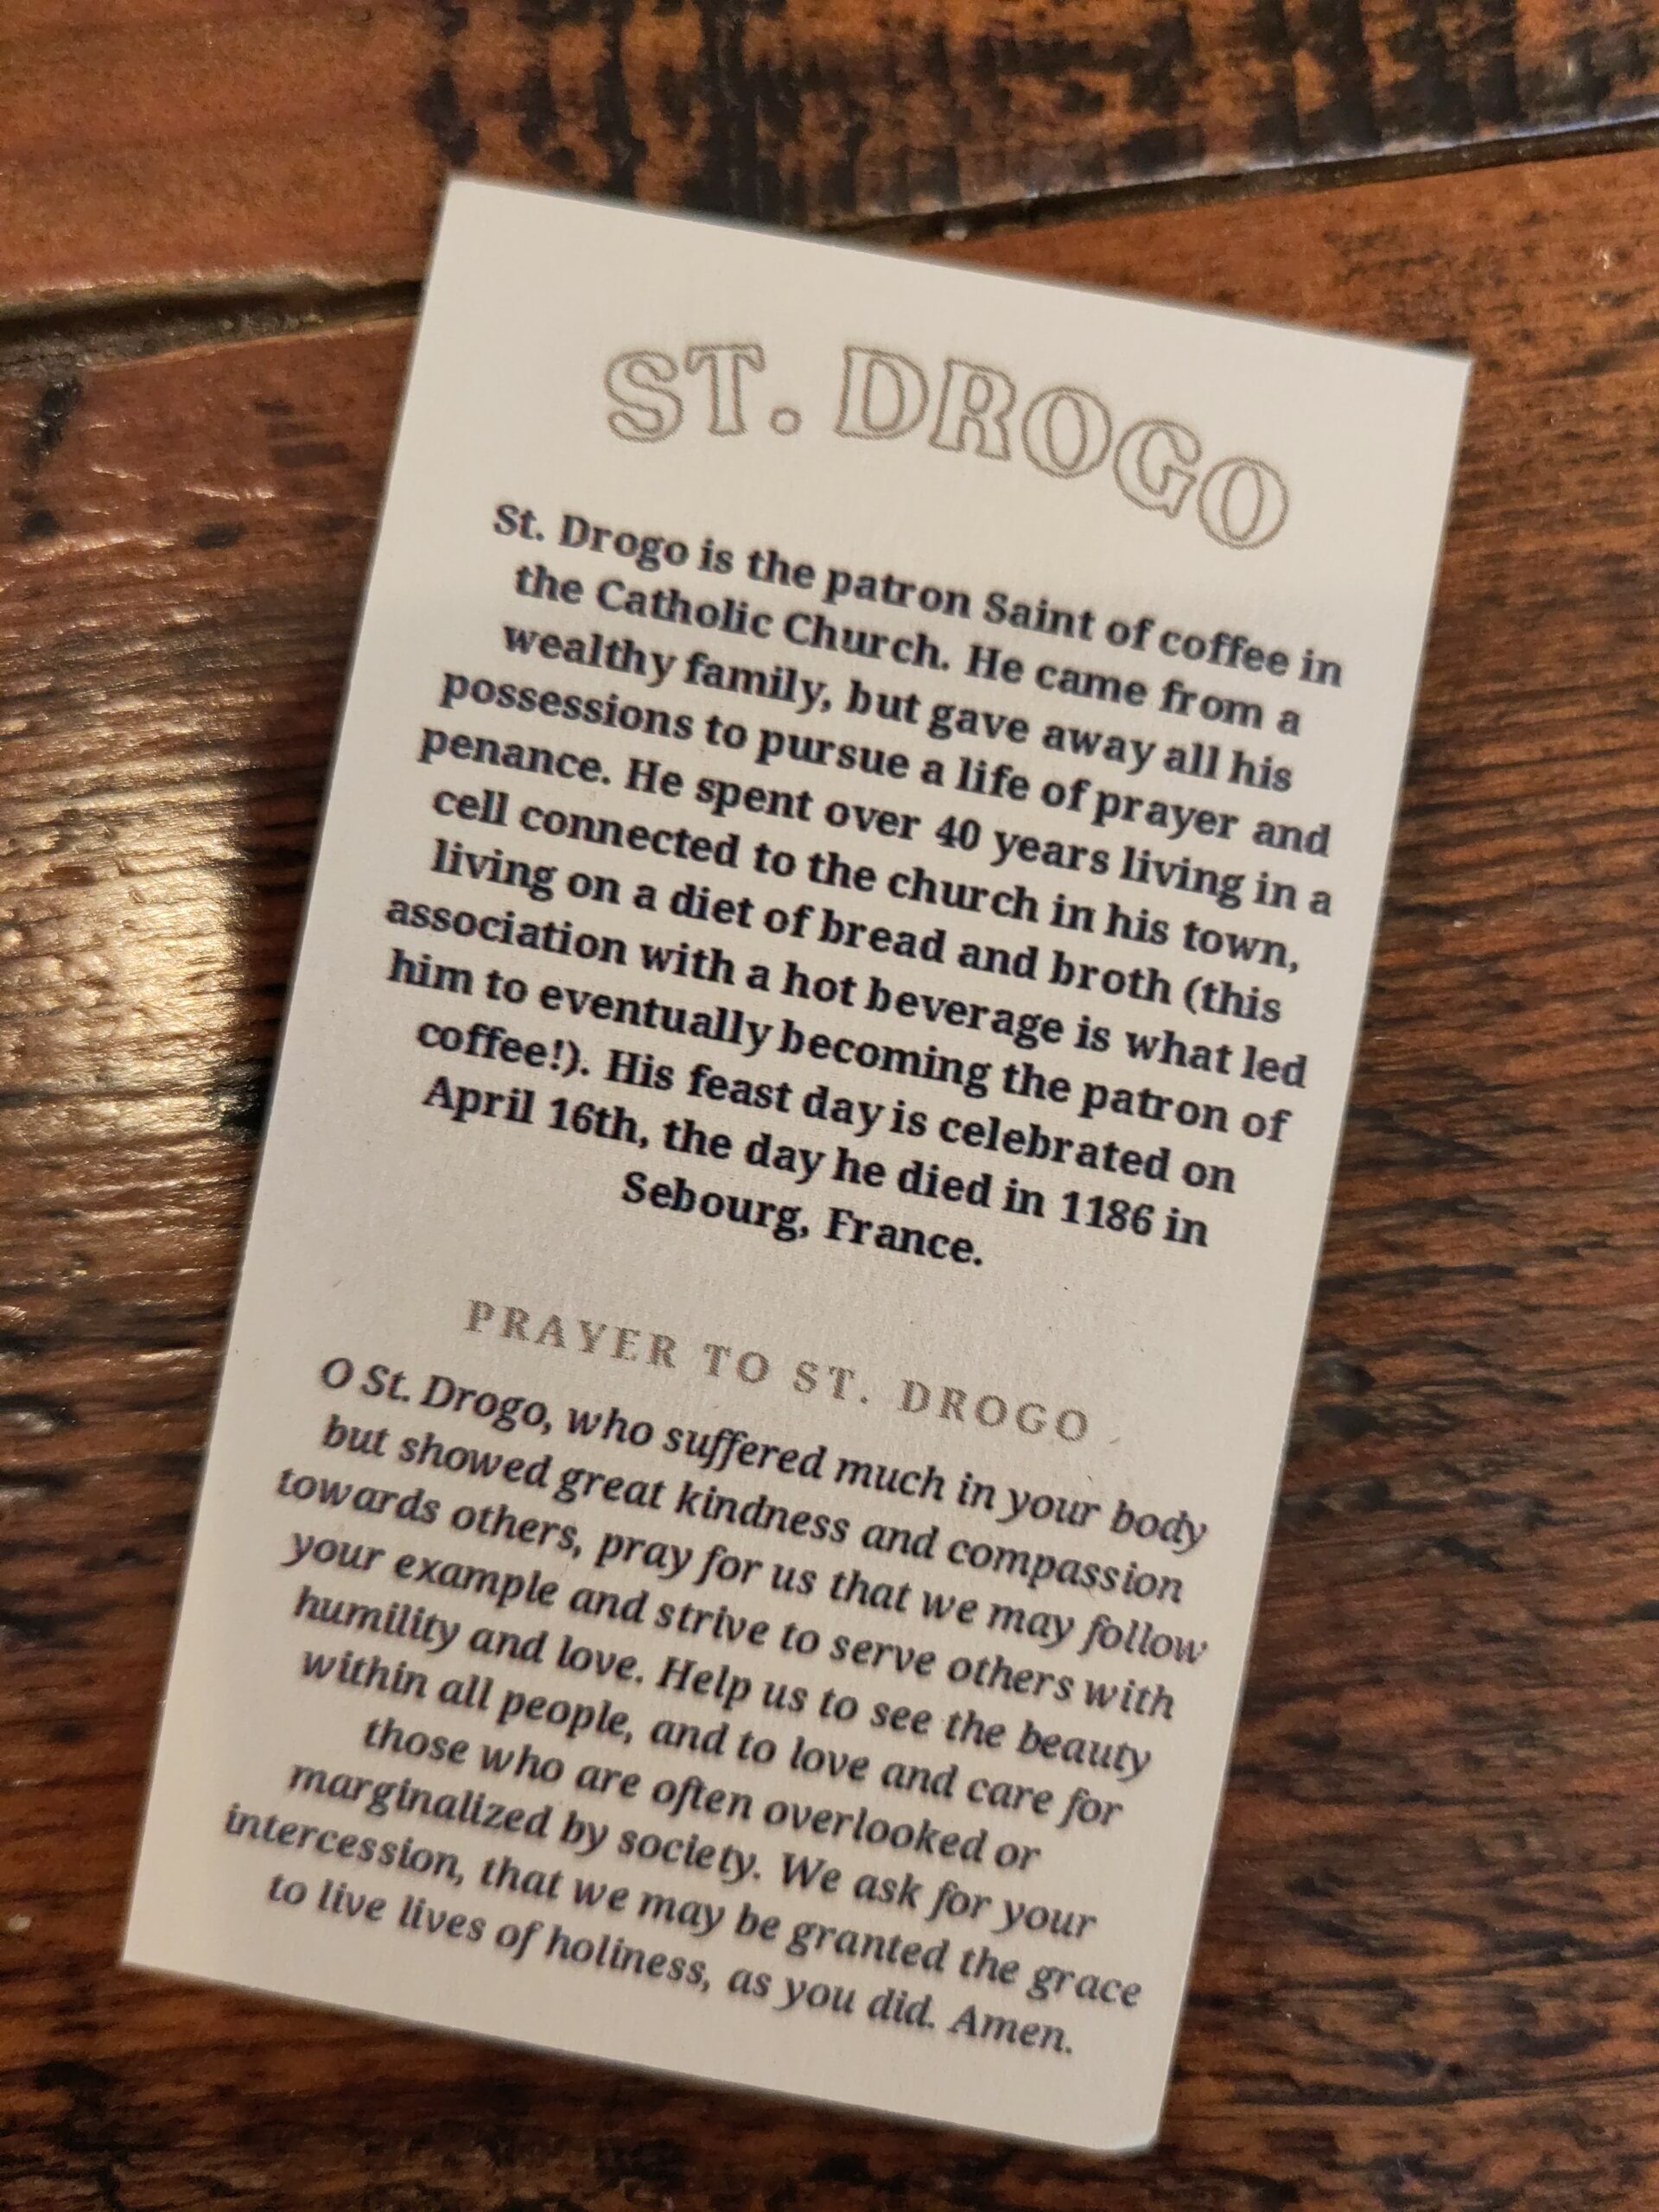 ST. DROGO
St. Drogo is the patron Saint of coffee in
the Catholic Church. He came from a
wealthy family, but gave away all his
possessions to pursue a life of prayer and
penance. He spent over 40 years living in a
cell connected to the church in his town,
living on a diet of bread and broth (this
association with a hot beverage is what led
him to eventually becoming the patron of
coffee!). His feast day is celebrated on
April 16th, the day he died in 1186 in
Sebourg, France.
PRAYER TO ST. DROGO
O St. Drogo, who suffered much in your body
but showed great kindness and compassion
towards others, pray for us that we may follow
your example and strive to serve others with
humility and love. Help us to see the beauty
within all people, and to love and care for
those who are often overlooked or
marginalized by society. We ask for your
intercession, that we may be granted the grace
to live lives of holiness, as you did. Amen.